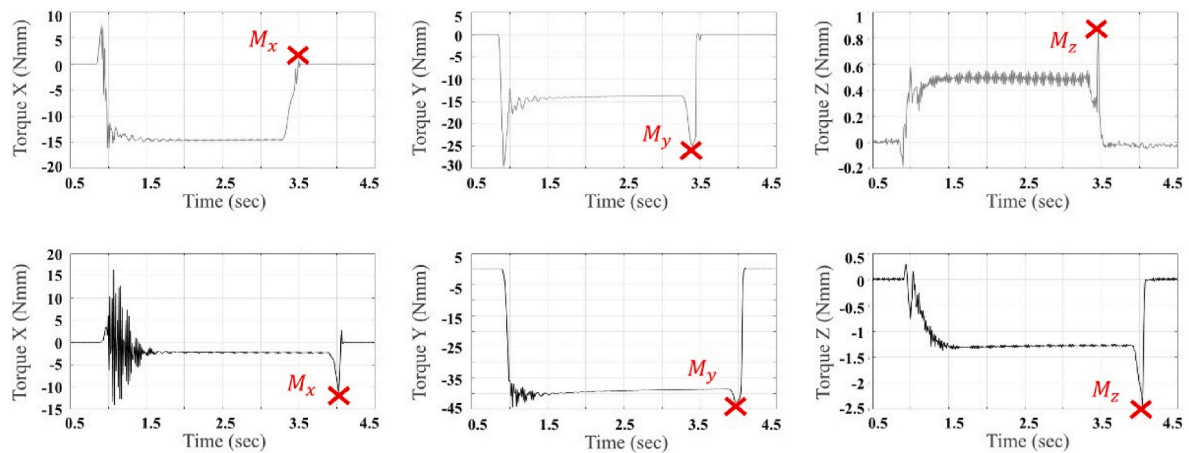 Torque X (Nmm)
10
5
0
-5
-10
-15
-20
M_x
0.5 1.5 2.5 3.5 4.5
Time (sec)
Torque Y (Nmm)
5
0
-5
-10
-15
-20
-25
-30
M_y
0.5 1.5 2.5 3.5 4.5
Time (sec)
Torque Z (Nmm)
1
0.8
0.6
0.4
0.2
0
-0.2
M_z
0.5 1.5 2.5 3.5 4.5
Time (sec)
Torque X (Nmm)
20
15
10
5
0
-5
-10
-15
M_x
0.5 1.5 2.5 3.5 4.5
Time (sec)
Torque Y (Nmm)
5
-5
-15
-25
-35
-45
M_y
0.5 1.5 2.5 3.5 4.5
Time (sec)
Torque Z (Nmm)
0.5
0
-0.5
-1
-1.5
-2
-2.5
M_z
0.5 1.5 2.5 3.5 4.5
Time (sec)